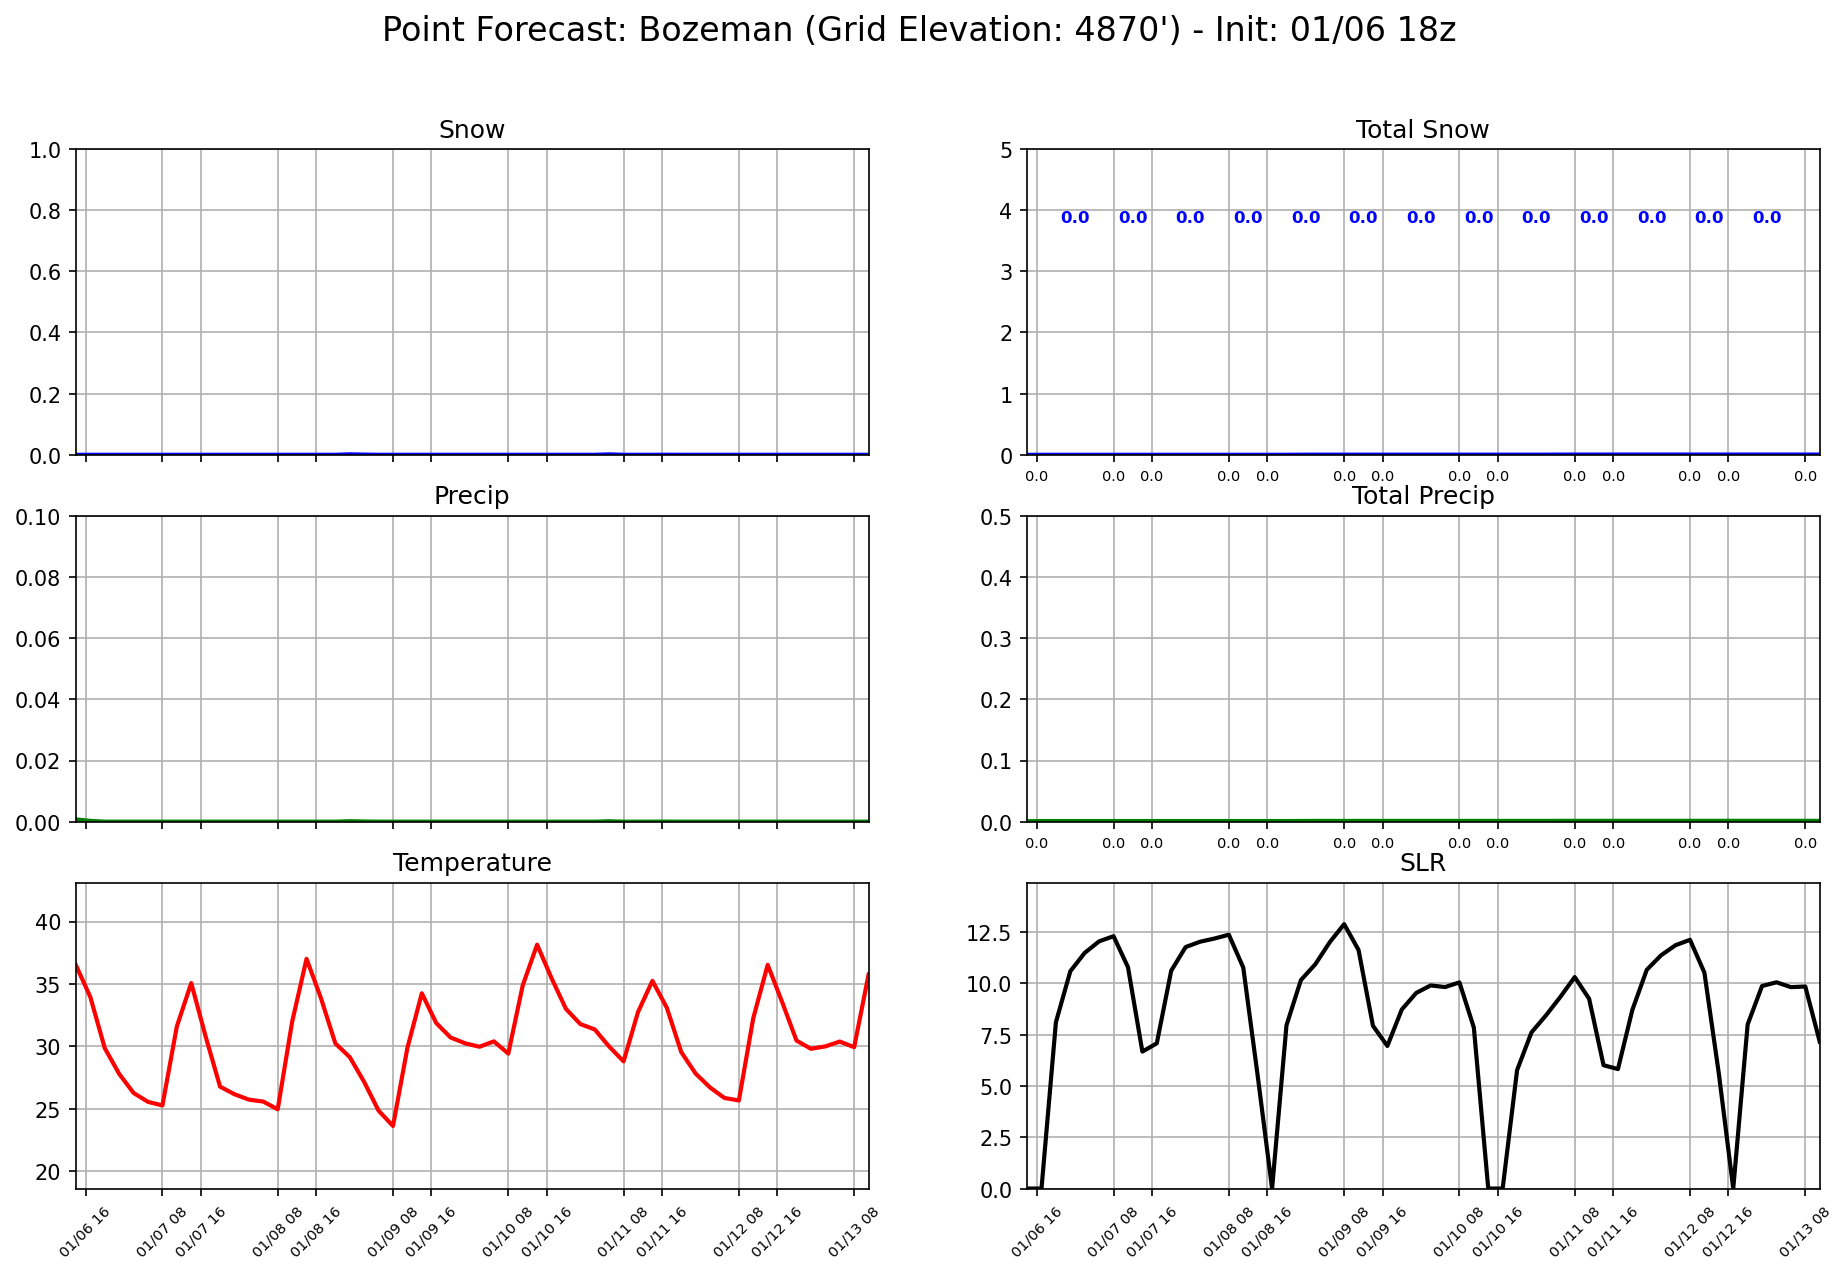 Point Forecast: Bozeman (Grid Elevation: 4870') - Init: 01/06 18z
Snow
1.0
0.8
0.6
0.4
0.2
0.0
Total Snow
5
4
3
2
1
0
0.0 0.0 0.0 0.0 0.0 0.0 0.0 0.0 0.0 0.0 0.0 0.0 0.0
0.0 0.0 0.0 0.0 0.0 0.0 0.0 0.0 0.0 0.0 0.0 0.0 0.0 0.0
Precip
0.10
0.08
0.06
0.04
0.02
0.00
Total Precip
0.5
0.4
0.3
0.2
0.1
0.0
0.0 0.0 0.0 0.0 0.0 0.0 0.0 0.0 0.0 0.0 0.0 0.0 0.0 0.0
Temperature
40
35
30
25
20
01/06 16 01/07 08 01/07 16 01/08 08 01/08 16 01/09 08 01/09 16 01/10 08 01/10 16 01/11 08 01/11 16 01/12 08 01/12 16 01/13 08
SLR
12.5
10.0
7.5
5.0
2.5
0.0
01/06 16 01/07 08 01/07 16 01/08 08 01/08 16 01/09 08 01/09 16 01/10 08 01/10 16 01/11 08 01/11 16 01/12 08 01/12 16 01/13 08